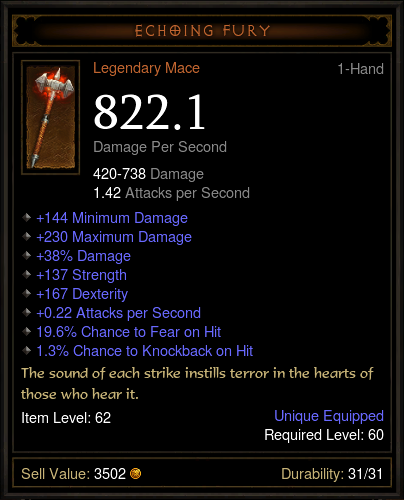 ECHOING FURY
Legendary Mace
1-Hand
822.1
Damage Per Second
420-738 Damage
1.42 Attacks per Second
+144 Minimum Damage
+230 Maximum Damage
+38% Damage
+137 Strength
+167 Dexterity
+0.22 Attacks per Second
19.6% Chance to Fear on Hit
1.3% Chance to Knockback on Hit
The sound of each strike instills terror in the hearts of
those who hear it.
Item Level: 62
Unique Equipped
Required Level: 60
Sell Value: 3502
Durability: 31/31